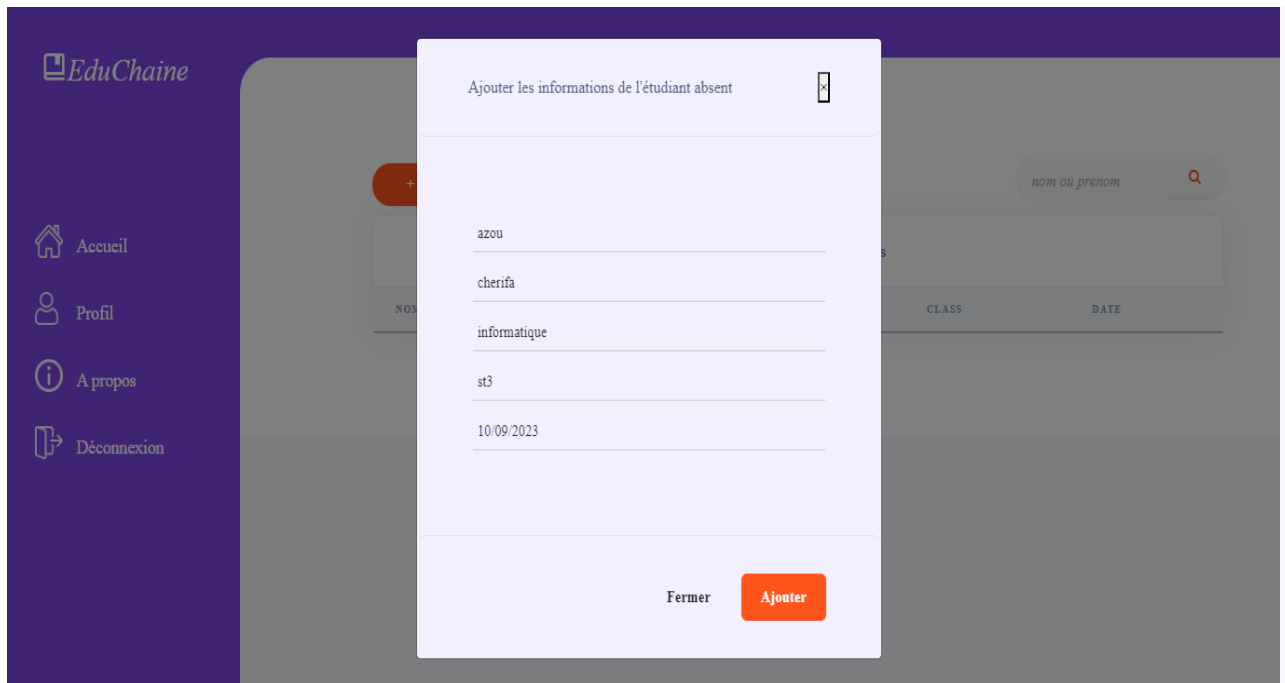 EduChaine
Accueil
Profil
A propos
Déconnexion
Ajouter les informations de l'étudiant absent
×
azou
cherifa
informatique
st3
10/09/2023
Fermer
Ajouter
+
nom ou prenom
CLASS
DATE